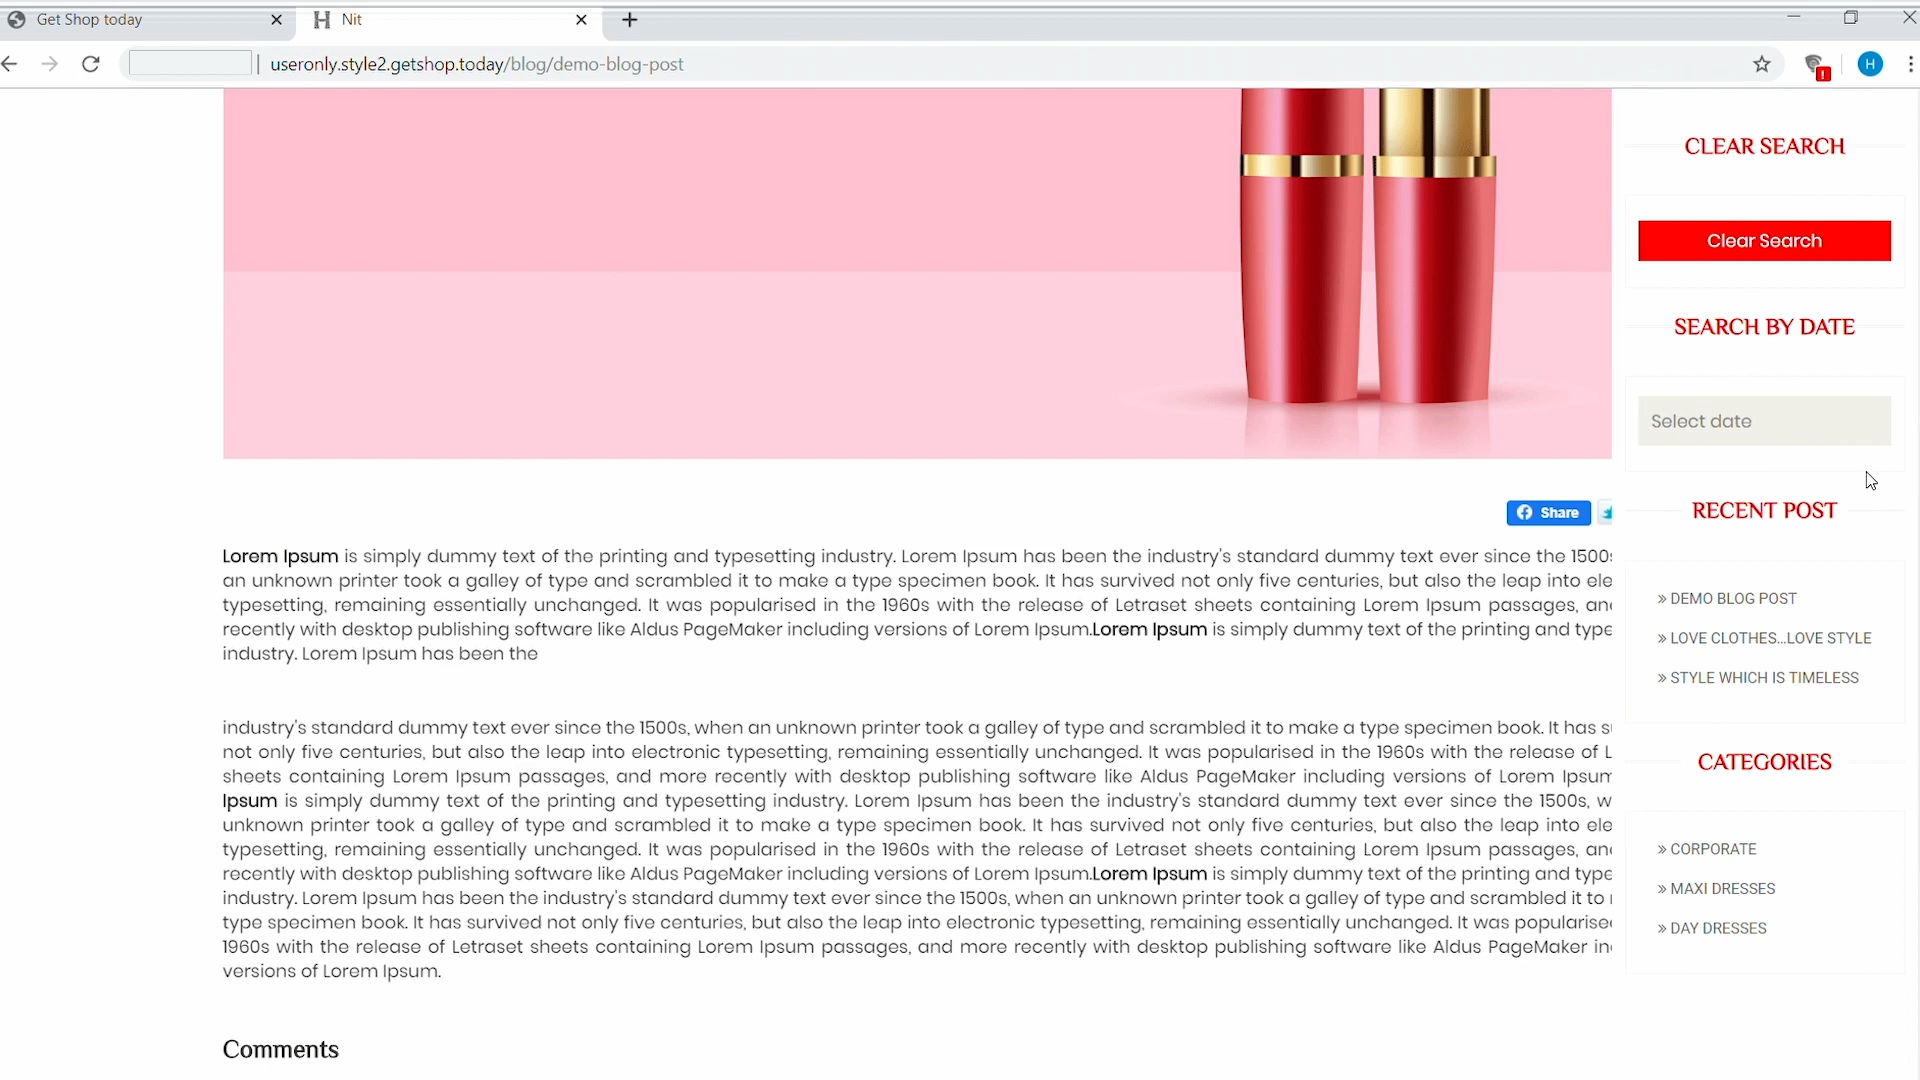 Get Shop today
Nit
useronly.style2.getshop.today/blog/demo-blog-post
H
CLEAR SEARCH
Clear Search
SEARCH BY DATE
Select date
Share
RECENT POST
» DEMO BLOG POST
» LOVE CLOTHES...LOVE STYLE
» STYLE WHICH IS TIMELESS
CATEGORIES
» CORPORATE
» MAXI DRESSES
» DAY DRESSES
Lorem Ipsum is simply dummy text of the printing and typesetting industry. Lorem Ipsum has been the industry's standard dummy text ever since the 1500s
an unknown printer took a galley of type and scrambled it to make a type specimen book. It has survived not only five centuries, but also the leap into ele
typesetting, remaining essentially unchanged. It was popularised in the 1960s with the release of Letraset sheets containing Lorem Ipsum passages, an
recently with desktop publishing software like Aldus PageMaker including versions of Lorem Ipsum.Lorem Ipsum is simply dummy text of the printing and type
industry. Lorem Ipsum has been the
industry's standard dummy text ever since the 1500s, when an unknown printer took a galley of type and scrambled it to make a type specimen book. It has s
not only five centuries, but also the leap into electronic typesetting, remaining essentially unchanged. It was popularised in the 1960s with the release of L
sheets containing Lorem Ipsum passages, and more recently with desktop publishing software like Aldus PageMaker including versions of Lorem Ipsum
Ipsum is simply dummy text of the printing and typesetting industry. Lorem Ipsum has been the industry's standard dummy text ever since the 1500s, w
unknown printer took a galley of type and scrambled it to make a type specimen book. It has survived not only five centuries, but also the leap into ele
typesetting, remaining essentially unchanged. It was popularised in the 1960s with the release of Letraset sheets containing Lorem Ipsum passages, an
recently with desktop publishing software like Aldus PageMaker including versions of Lorem Ipsum.Lorem Ipsum is simply dummy text of the printing and type
industry. Lorem Ipsum has been the industry's standard dummy text ever since the 1500s, when an unknown printer took a galley of type and scrambled it to
type specimen book. It has survived not only five centuries, but also the leap into electronic typesetting, remaining essentially unchanged. It was popularise
1960s with the release of Letraset sheets containing Lorem Ipsum passages, and more recently with desktop publishing software like Aldus PageMaker in
versions of Lorem Ipsum.
Comments